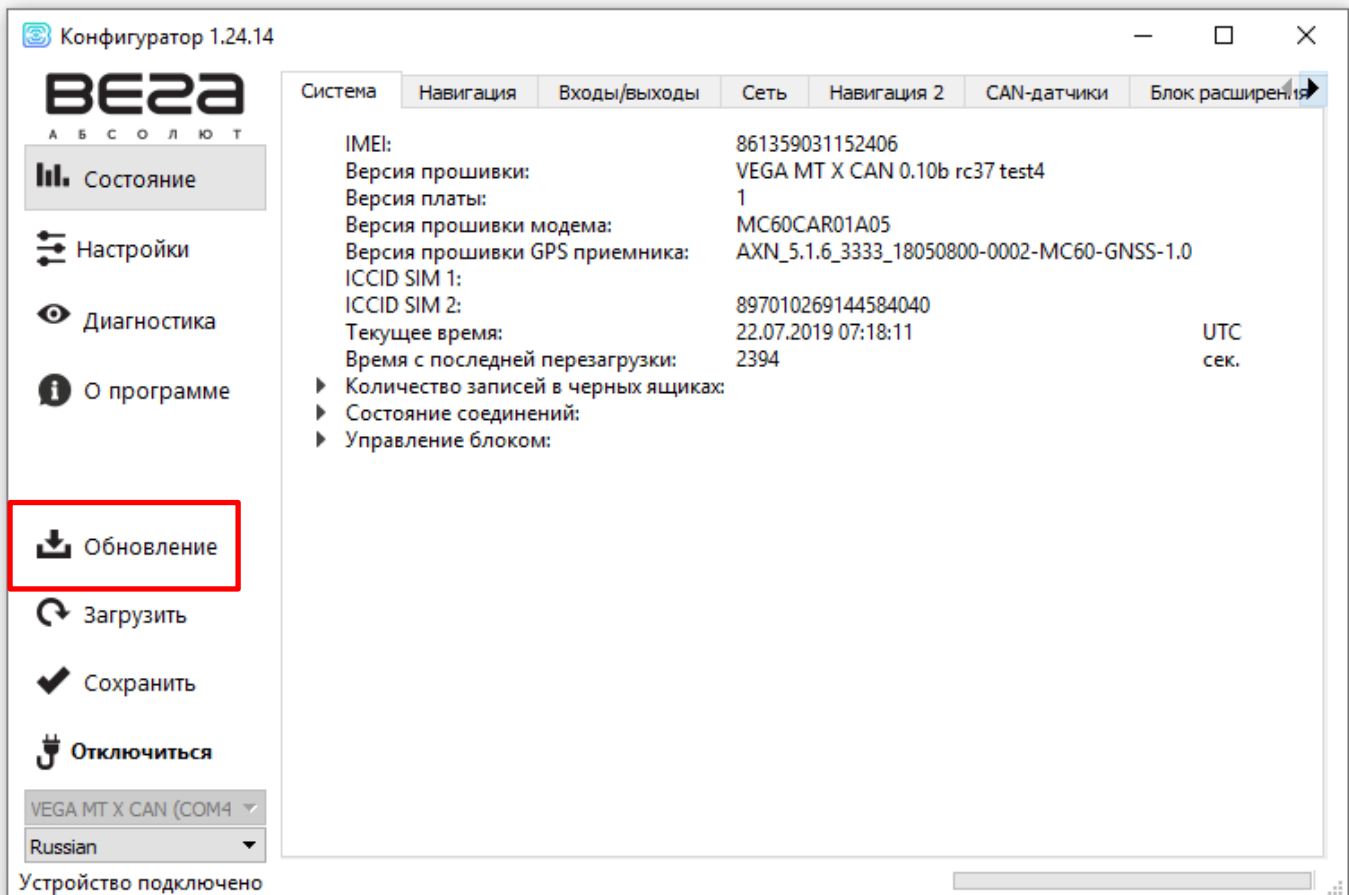 Конфигуратор 1.24.14
ВЕГА
АБСОЛЮТ
Состояние
Настройки
Диагностика
О программе
Обновление
Загрузить
Сохранить
Отключиться
VEGA MT X CAN (COM4
Russian
Устройство подключено
Система Навигация Входы/выходы Сеть Навигация 2 CAN-датчики Блок расширения
IMEI: 861359031152406
Версия прошивки: VEGA MT X CAN 0.10b rc37 test4
Версия платы: 1
Версия прошивки модема: MC60CAR01A05
Версия прошивки GPS приемника: AXN_5.1.6_3333_18050800-0002-MC60-GNSS-1.0
ICCID SIM 1:
ICCID SIM 2: 897010269144584040
Текущее время: 22.07.2019 07:18:11 UTC
Время с последней перезагрузки: 2394 сек.
Количество записей в черных ящиках:
Состояние соединений:
Управление блоком: